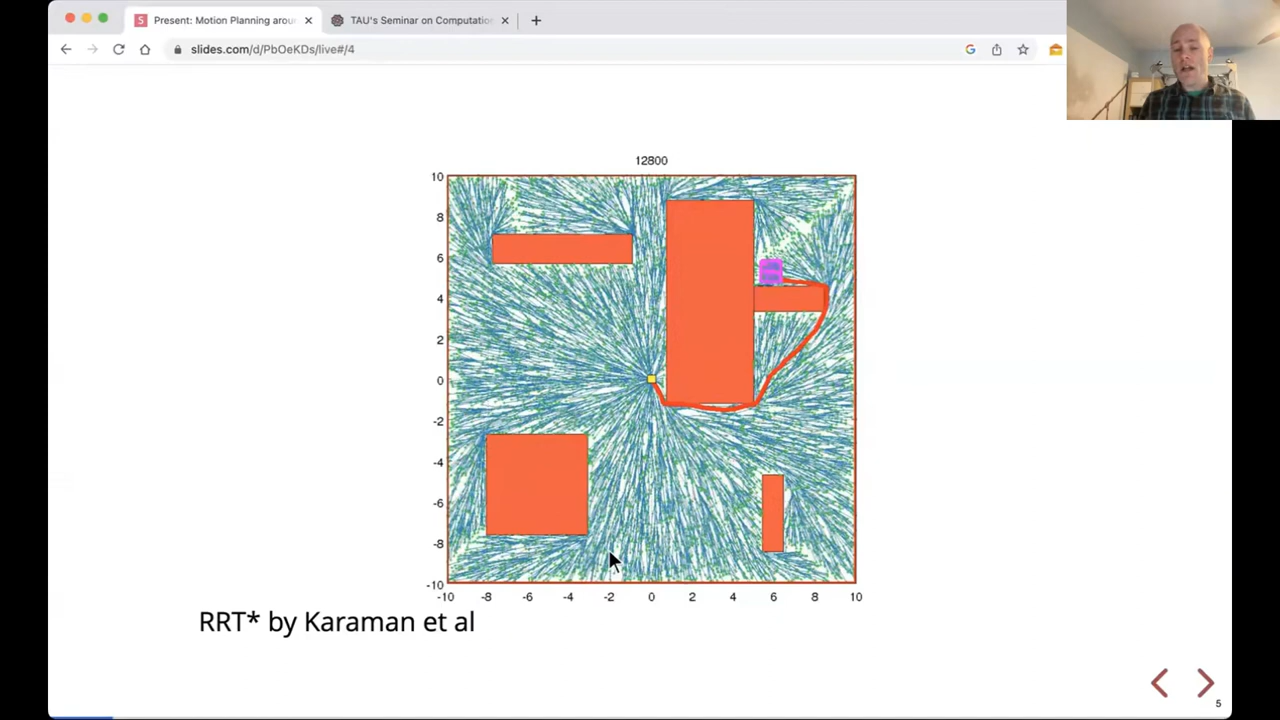 Present: Motion Planning arou
TAU's Seminar on Computatio
slides.com/d/PbOeKDs/live#/4
12800
10
8
6
4
2
0
-2
-4
-6
-8
-10
-10 -8 -6 -4 -2 0 2 4 6 8 10
RRT* by Karaman et al
5